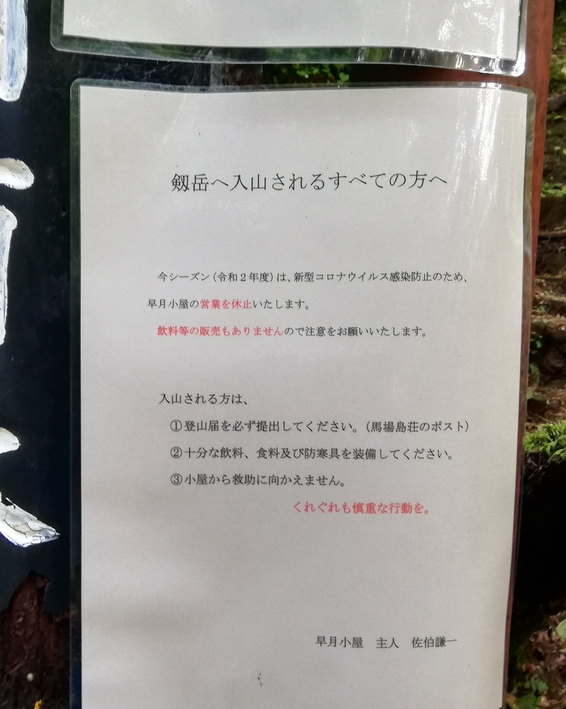 剱岳へ入山されるすべての方へ
今シーズン（令和２年度）は、新型コロナウイルス感染防止のため、
早月小屋の営業を休止いたします。
飲料等の販売もありませんので注意をお願いいたします。
入山される方は、
①登山届を必ず提出してください。（馬場島荘のポスト）
②十分な飲料、食料及び防寒具を装備してください。
③小屋から救助に向かえません。
くれぐれも慎重な行動を。
早月小屋　主人　佐伯謙一